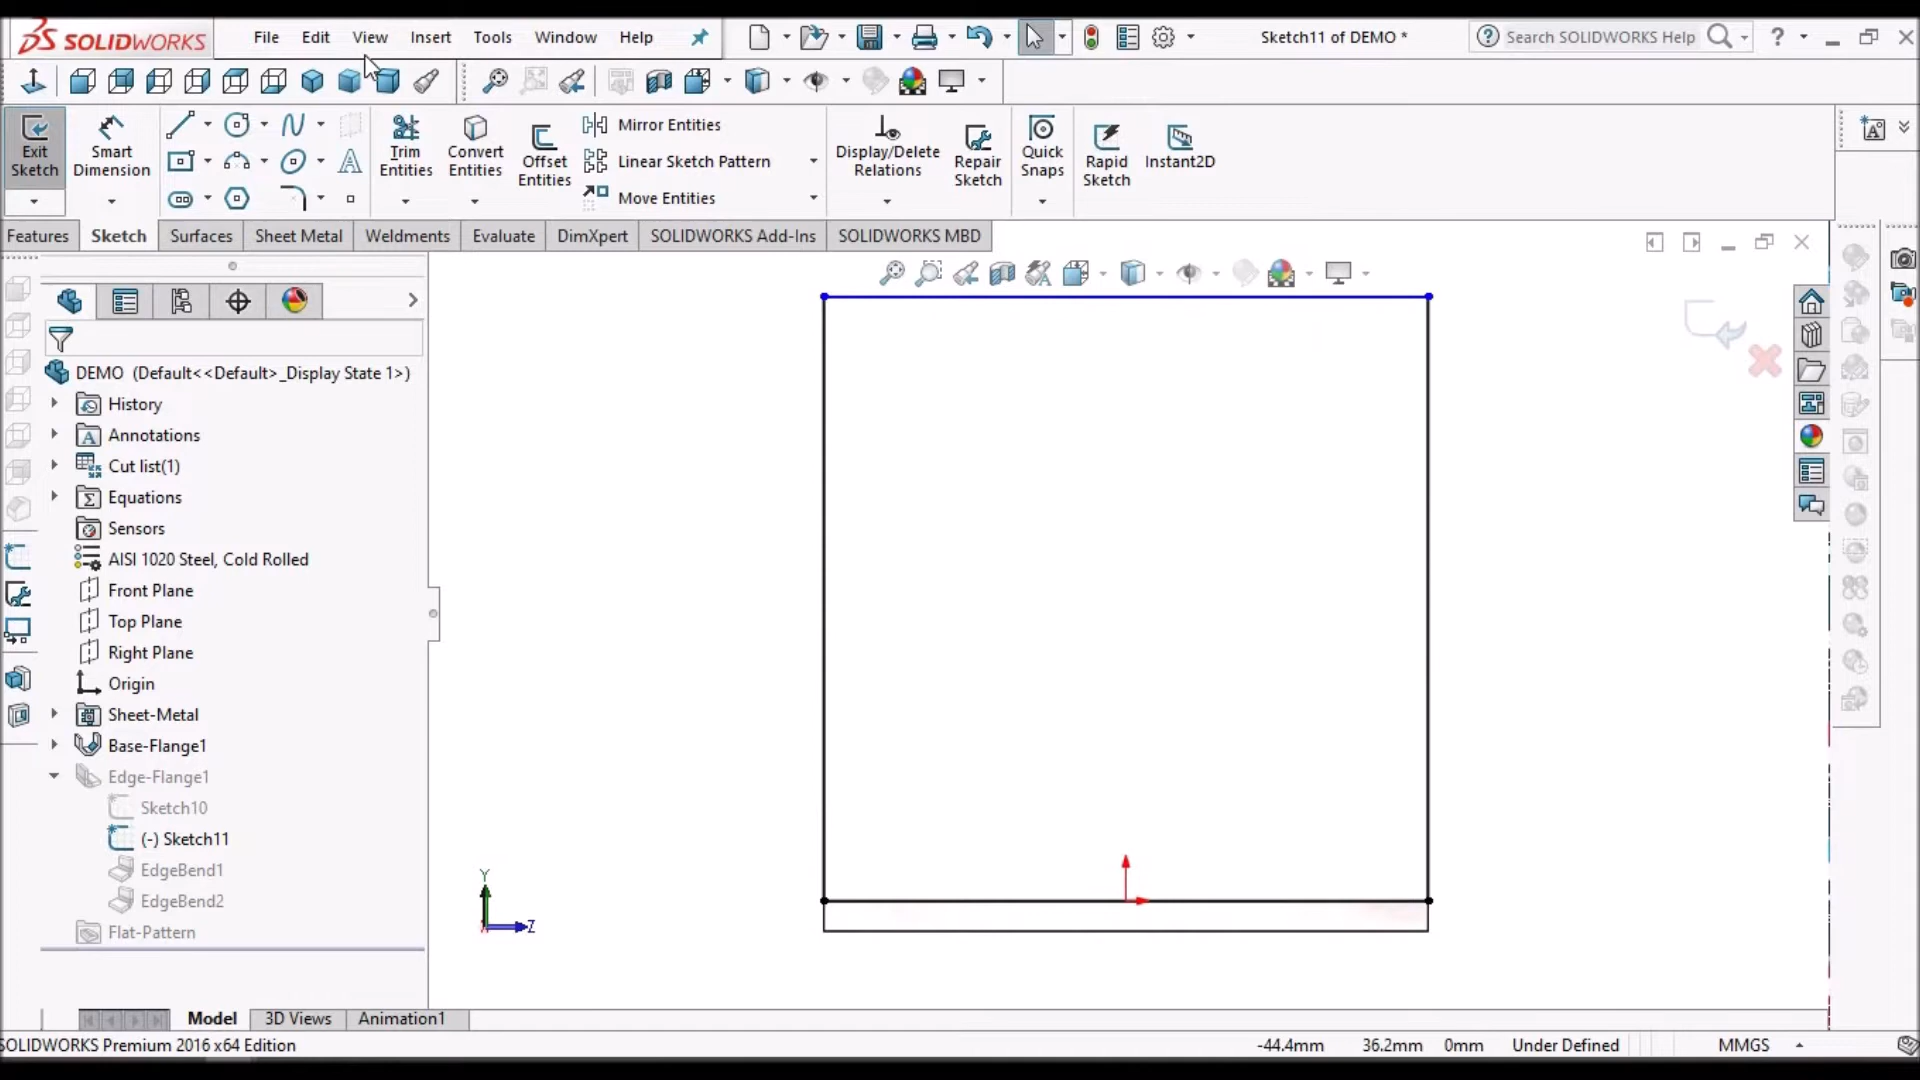 SOLIDWORKS File Edit View Insert Tools Window Help Sketch11 of DEMO * Search SOLIDWORKS Help ?
Exit Sketch
Smart Dimension
Trim Entities
Convert Entities
Offset Entities
Mirror Entities
Linear Sketch Pattern
Move Entities
Display/Delete Relations
Repair Sketch
Quick Snaps
Rapid Sketch
Instant2D
Features Sketch Surfaces Sheet Metal Weldments Evaluate DimXpert SOLIDWORKS Add-Ins SOLIDWORKS MBD
DEMO (Default<<Default>_Display State 1>)
History
Annotations
Cut list(1)
Equations
Sensors
AISI 1020 Steel, Cold Rolled
Front Plane
Top Plane
Right Plane
Origin
Sheet-Metal
Base-Flange1
Edge-Flange1
Sketch10
(-) Sketch11
EdgeBend1
EdgeBend2
Flat-Pattern
Y
Z
Model 3D Views Animation1
SOLIDWORKS Premium 2016 x64 Edition -44.4mm 36.2mm 0mm Under Defined MMGS